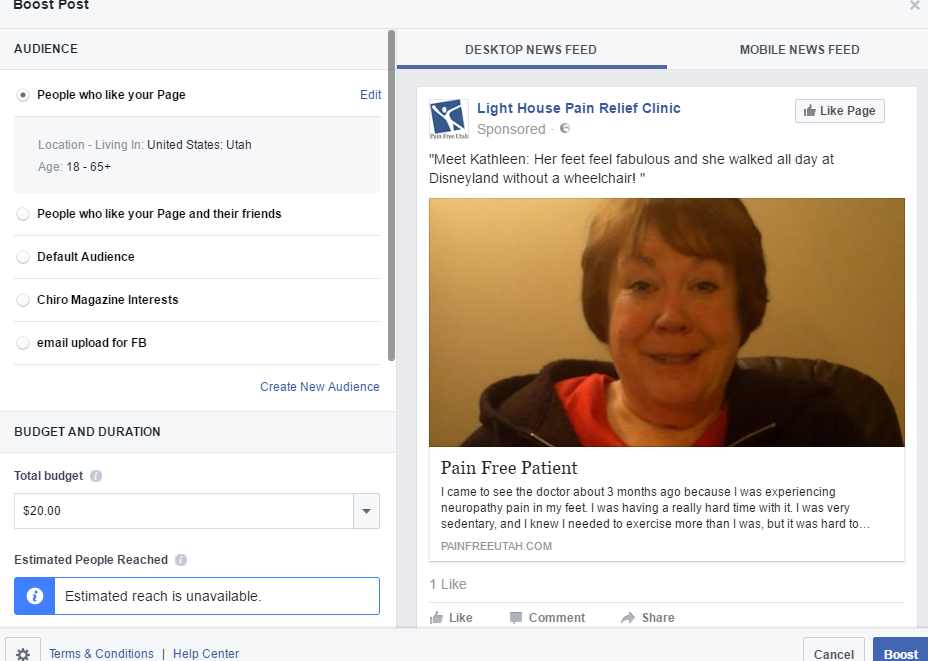 Boost Post
AUDIENCE
People who like your Page
Edit
Location - Living In: United States: Utah
Age: 18 - 65+
People who like your Page and their friends
Default Audience
Chiro Magazine Interests
email upload for FB
Create New Audience
BUDGET AND DURATION
Total budget
$20.00
Estimated People Reached
Estimated reach is unavailable.
Terms & Conditions | Help Center
DESKTOP NEWS FEED
MOBILE NEWS FEED
Pain Free Utah
Light House Pain Relief Clinic
Sponsored ·
Like Page
"Meet Kathleen: Her feet feel fabulous and she walked all day at
Disneyland without a wheelchair! "
Pain Free Patient
I came to see the doctor about 3 months ago because I was experiencing
neuropathy pain in my feet. I was having a really hard time with it. I was very
sedentary, and I knew I needed to exercise more than I was, but it was hard to…
PAINFREEUTAH.COM
1 Like
Like Comment Share
Cancel
Boost